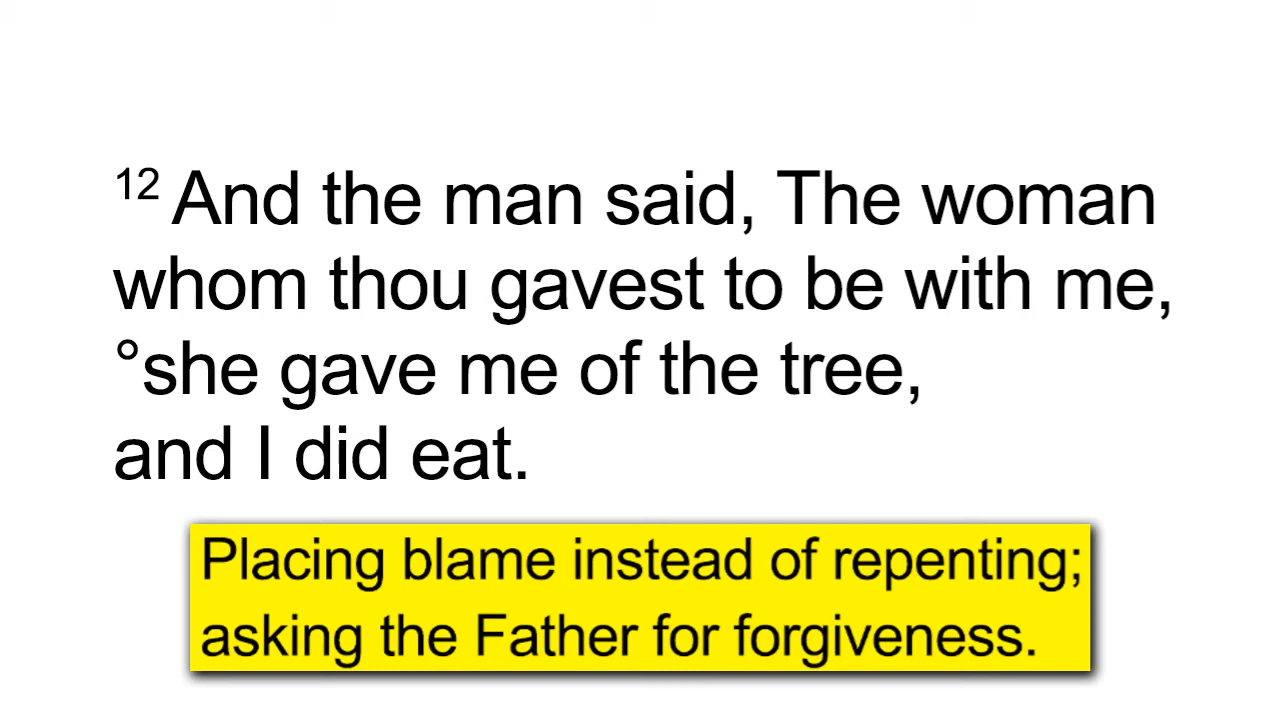 12 And the man said, The woman
whom thou gavest to be with me,
°she gave me of the tree,
and I did eat.
Placing blame instead of repenting;
asking the Father for forgiveness.